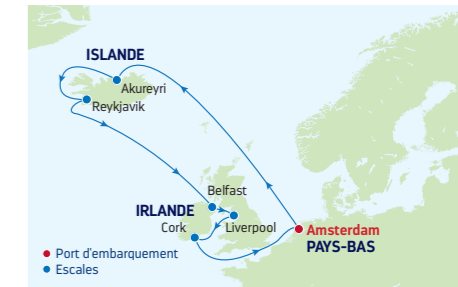 ISLANDE
Akureyri
Reykjavik
Belfast
IRLANDE
Cork
Liverpool
Amsterdam
PAYS-BAS
Port d'embarquement
Escales